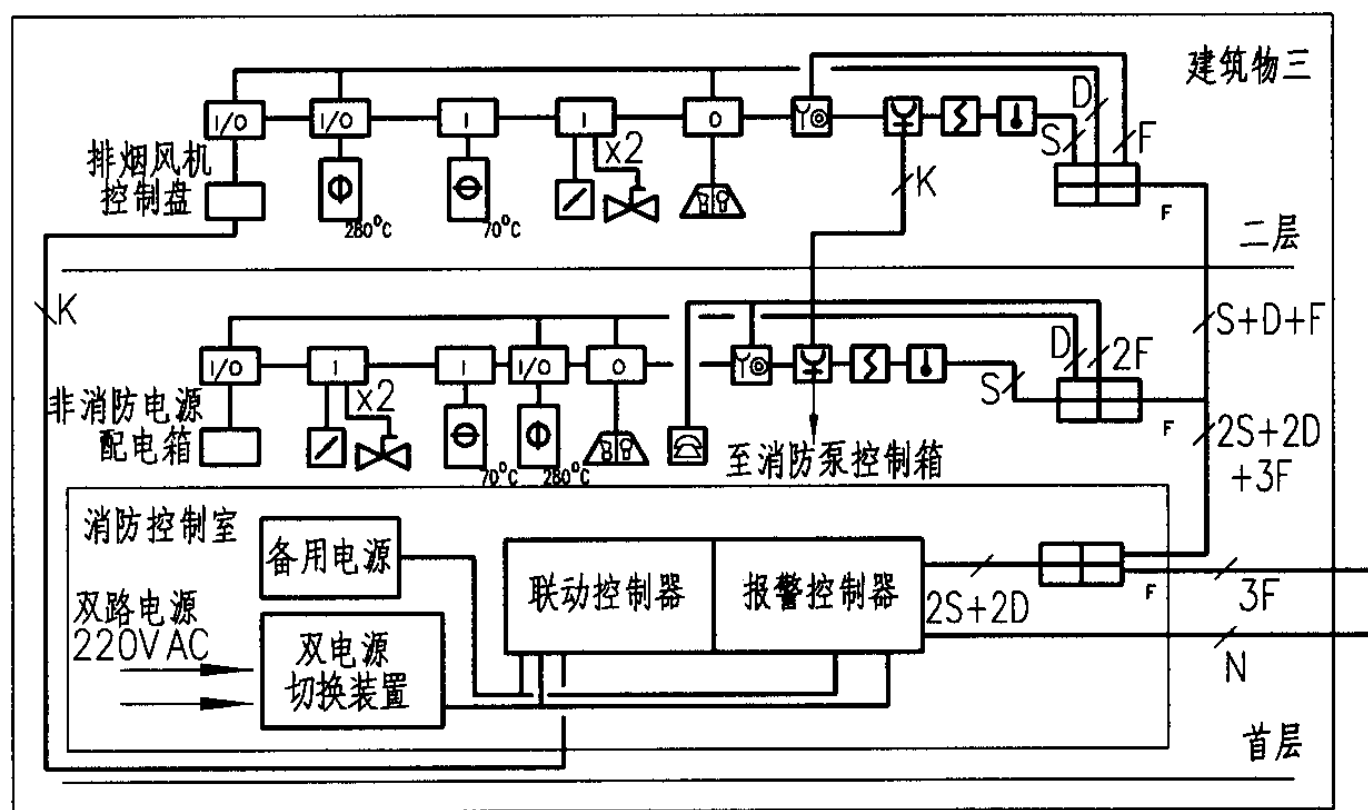 建筑物三
I/O
I/O
I
I
O
D
S
F
x2
K
排烟风机
控制盘
280°C
70°C
F
二层
K
S+D+F
I/O
I
I
I/O
O
D
2F
S
x2
非消防电源
配电箱
70°C
280°C
F
至消防泵控制箱
2S+2D
+3F
消防控制室
备用电源
联动控制器
报警控制器
2S+2D
F
3F
双路电源
220VAC
双电源
切换装置
N
首层